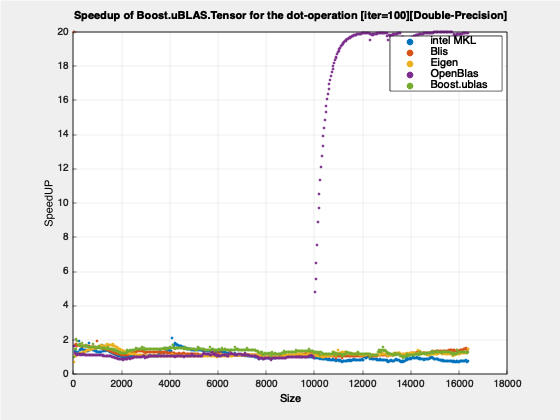 Speedup of Boost.uBLAS.Tensor for the dot-operation [iter=100][Double-Precision]
20
18
16
14
12
10
8
6
4
2
0
SpeedUP
intel MKL
Blis
Eigen
OpenBlas
Boost.ublas
0 2000 4000 6000 8000 10000 12000 14000 16000 18000
Size